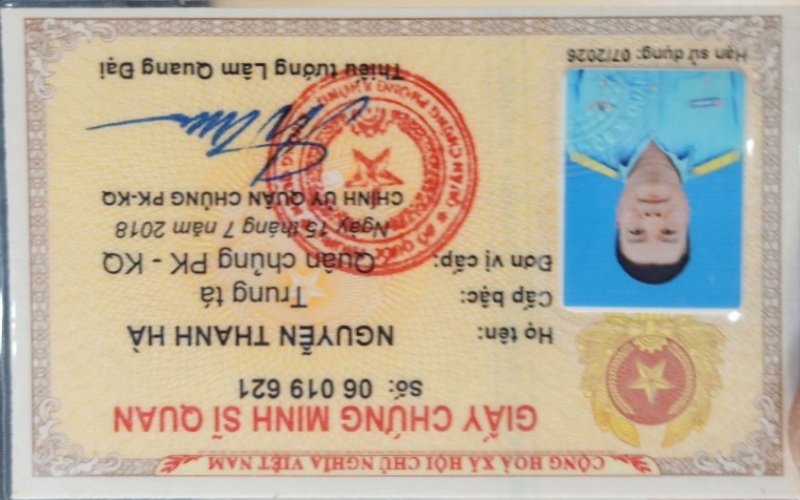 CỘNG HOÀ XÃ HỘI CHỦ NGHĨA VIỆT NAM
GIẤY CHỨNG MINH SĨ QUAN
Số: 06 019 621
Họ tên: NGUYỄN THANH HÀ
Cấp bậc: Trung tá
Đơn vị cấp: Quân chủng PK - KQ
Ngày 15 tháng 7 năm 2018
CHÍNH ỦY QUÂN CHỦNG PK-KQ
Thiếu tướng Lâm Quang Đại
Hạn sử dụng: 07/2026